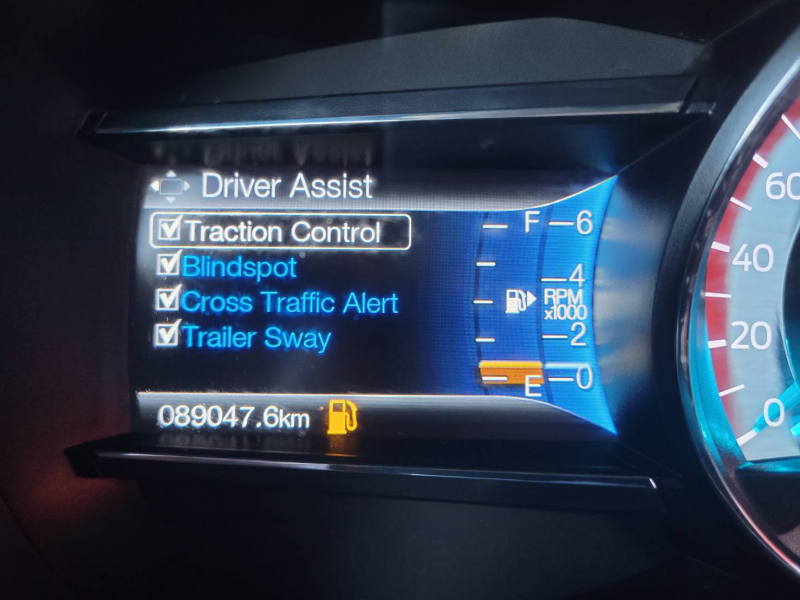 Driver Assist
Traction Control
Blindspot
Cross Traffic Alert
Trailer Sway
089047.6km
F
E
6
4
RPM
x1000
2
0
60
40
20
0